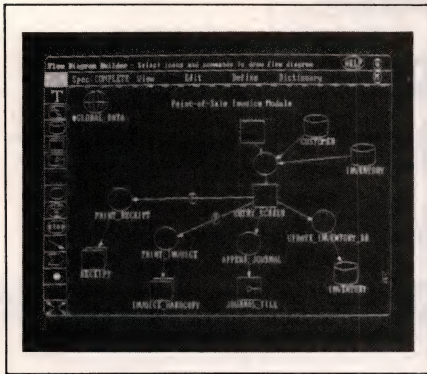 Flow Diagram Builder - Select icons and commands to draw flow diagram HELP
Spec COMPLETE View Edit Define Dictionary
T
GLOBAL DATA
Point-of-Sale Invoice Module
CUSTOMER
INVENTORY
PRINT_RECEIPT
ENTRY_SCREEN
PRINT_INVOICE
APPEND_JOURNAL
UPDATE_INVENTORY_DB
RECEIPT
INVOICE_HARDCOPY
JOURNAL_FILE
INVENTORY